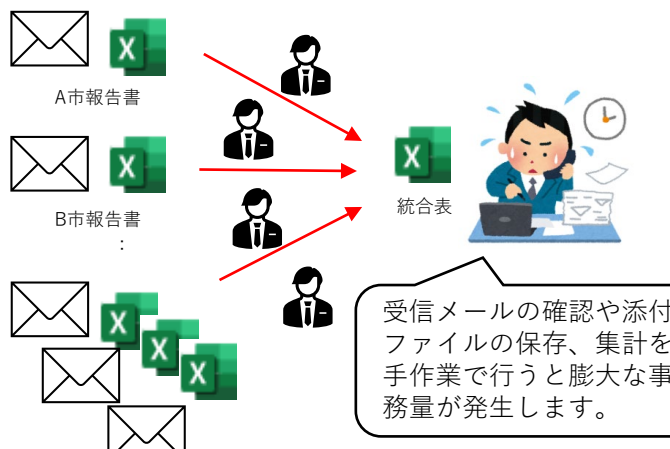 X
A市報告書
X
B市報告書
:
X
X
X
X
統合表
受信メールの確認や添付
ファイルの保存、集計を
手作業で行うと膨大な事
務量が発生します。